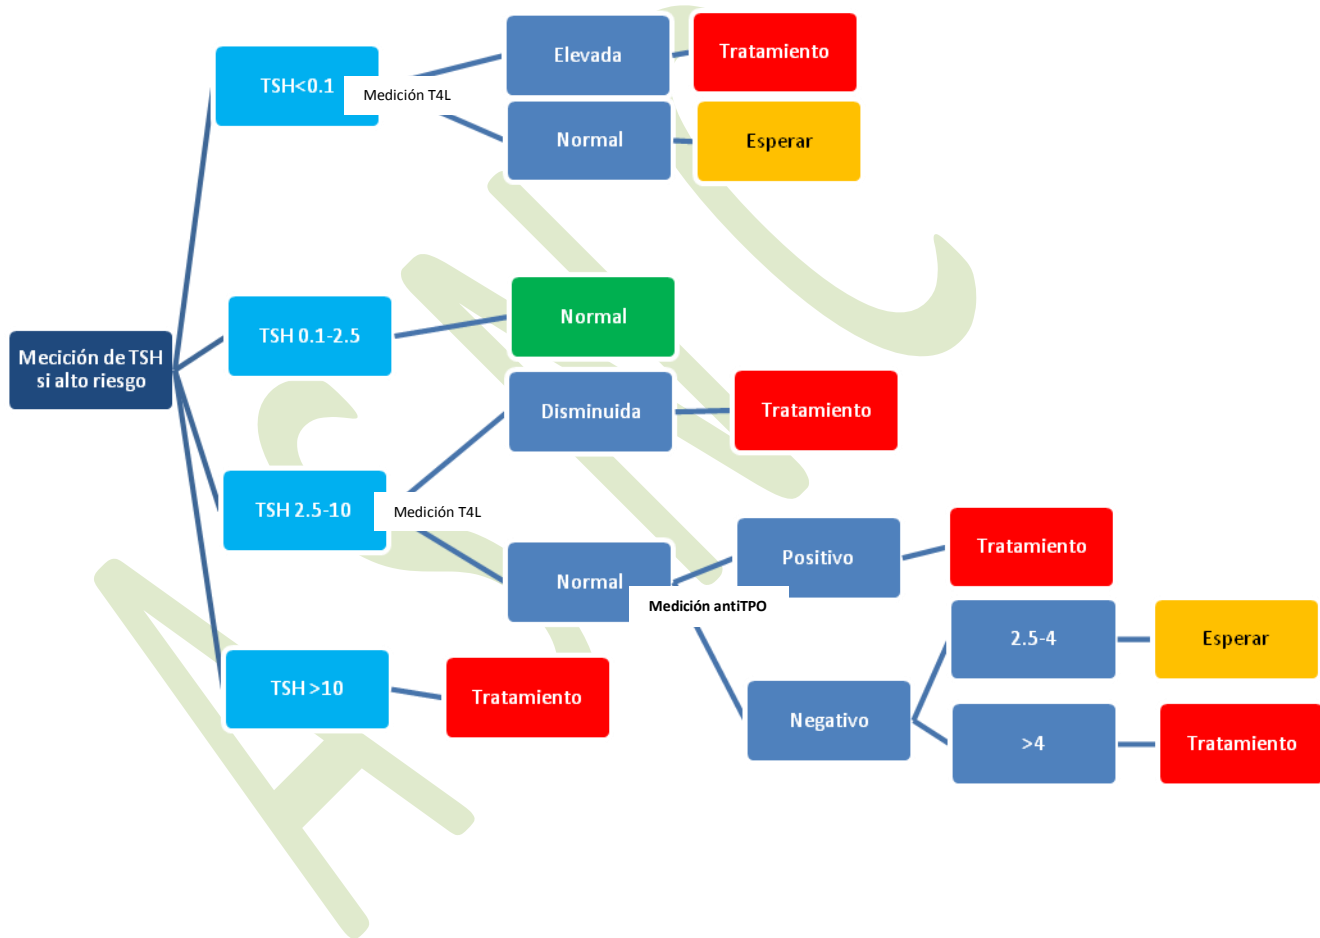 Mecición de TSH
si alto riesgo
TSH<0.1
Medición T4L
Elevada
Tratamiento
Normal
Esperar
TSH 0.1-2.5
Normal
TSH 2.5-10
Medición T4L
Disminuida
Tratamiento
Normal
Medición antiTPO
Positivo
Tratamiento
Negativo
2.5-4
Esperar
>4
Tratamiento
TSH >10
Tratamiento